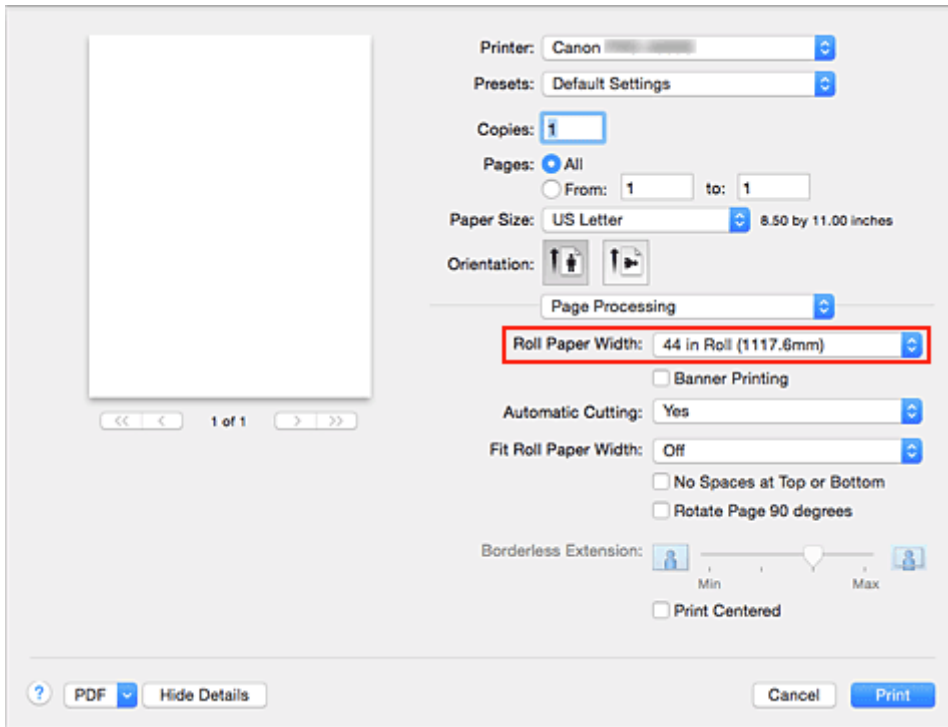 Printer: Canon
Presets: Default Settings
Copies: 1
Pages: All
From: 1 to: 1
Paper Size: US Letter 8.50 by 11.00 inches
Orientation:
Page Processing
Roll Paper Width: 44 in Roll (1117.6mm)
Banner Printing
1 of 1
Automatic Cutting: Yes
Fit Roll Paper Width: Off
No Spaces at Top or Bottom
Rotate Page 90 degrees
Borderless Extension:
Min Max
Print Centered
? PDF Hide Details Cancel Print